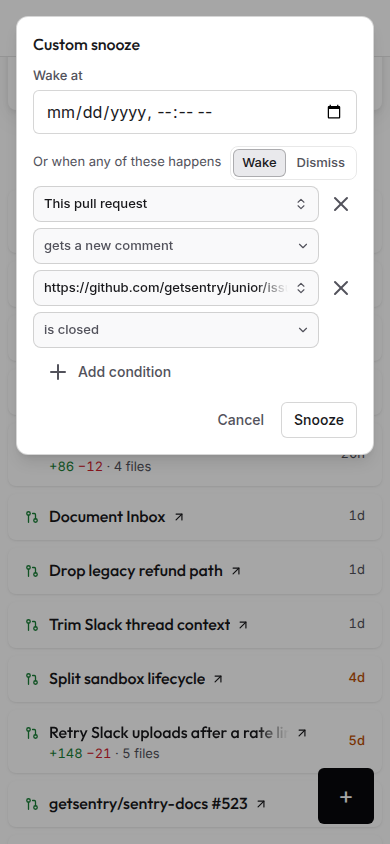 Custom snooze
Wake at
mm/dd/yyyy, --:-- --
Or when any of these happens
Wake
Dismiss
This pull request
gets a new comment
https://github.com/getsentry/junior/iss
is closed
Add condition
Cancel
Snooze
+86 −12 · 4 files
Document Inbox
1d
Drop legacy refund path
1d
Trim Slack thread context
1d
Split sandbox lifecycle
4d
Retry Slack uploads after a rate
+148 −21 · 5 files
5d
getsentry/sentry-docs #523